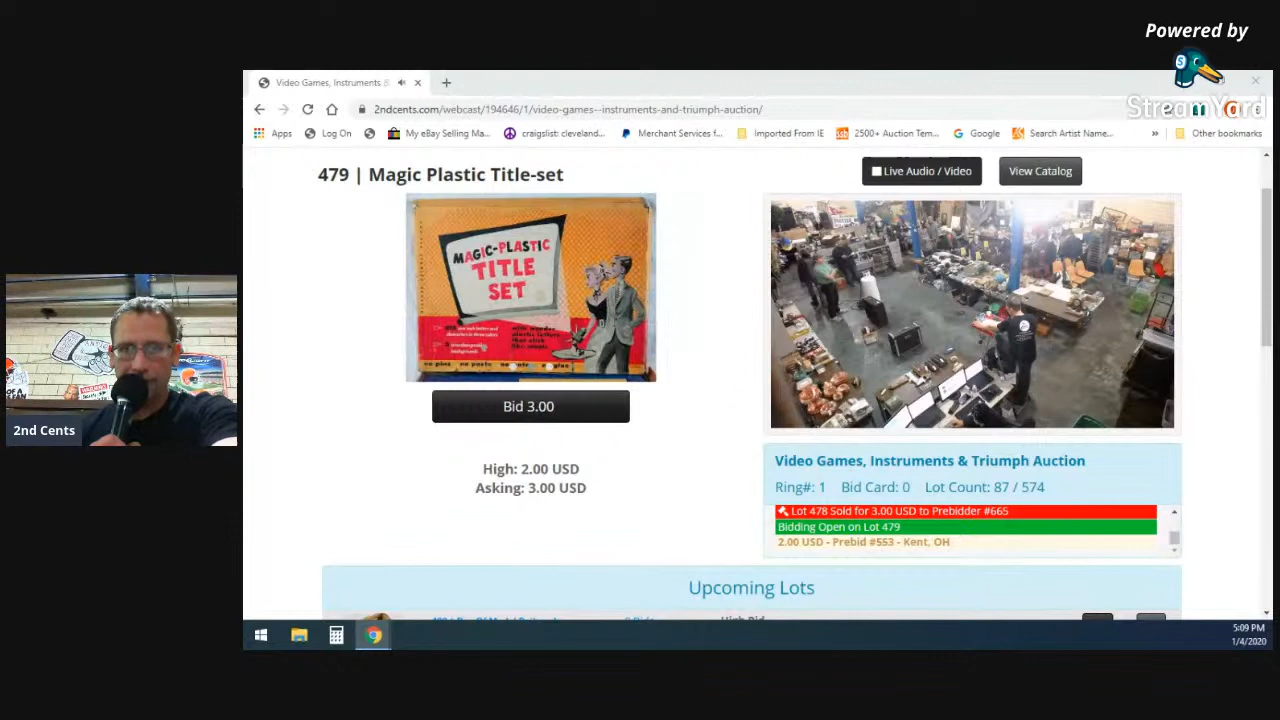 Powered by
StreamYard
Video Games, Instruments &
2ndcents.com/webcast/194646/1/video-games--instruments-and-triumph-auction/
Apps
Log On
My eBay Selling Ma...
craigslist: cleveland...
Merchant Services f...
Imported From IE
2500+ Auction Tem...
Google
Search Artist Name...
»
Other bookmarks
479 | Magic Plastic Title-set
Live Audio / Video
View Catalog
MAGIC-PLASTIC
TITLE
SET
Bid 3.00
High: 2.00 USD
Asking: 3.00 USD
Video Games, Instruments & Triumph Auction
Ring#: 1 Bid Card: 0 Lot Count: 87 / 574
Lot 478 Sold for 3.00 USD to Prebidder #665
Bidding Open on Lot 479
2.00 USD - Prebid #553 - Kent, OH
Upcoming Lots
2nd Cents
5:09 PM
1/4/2020